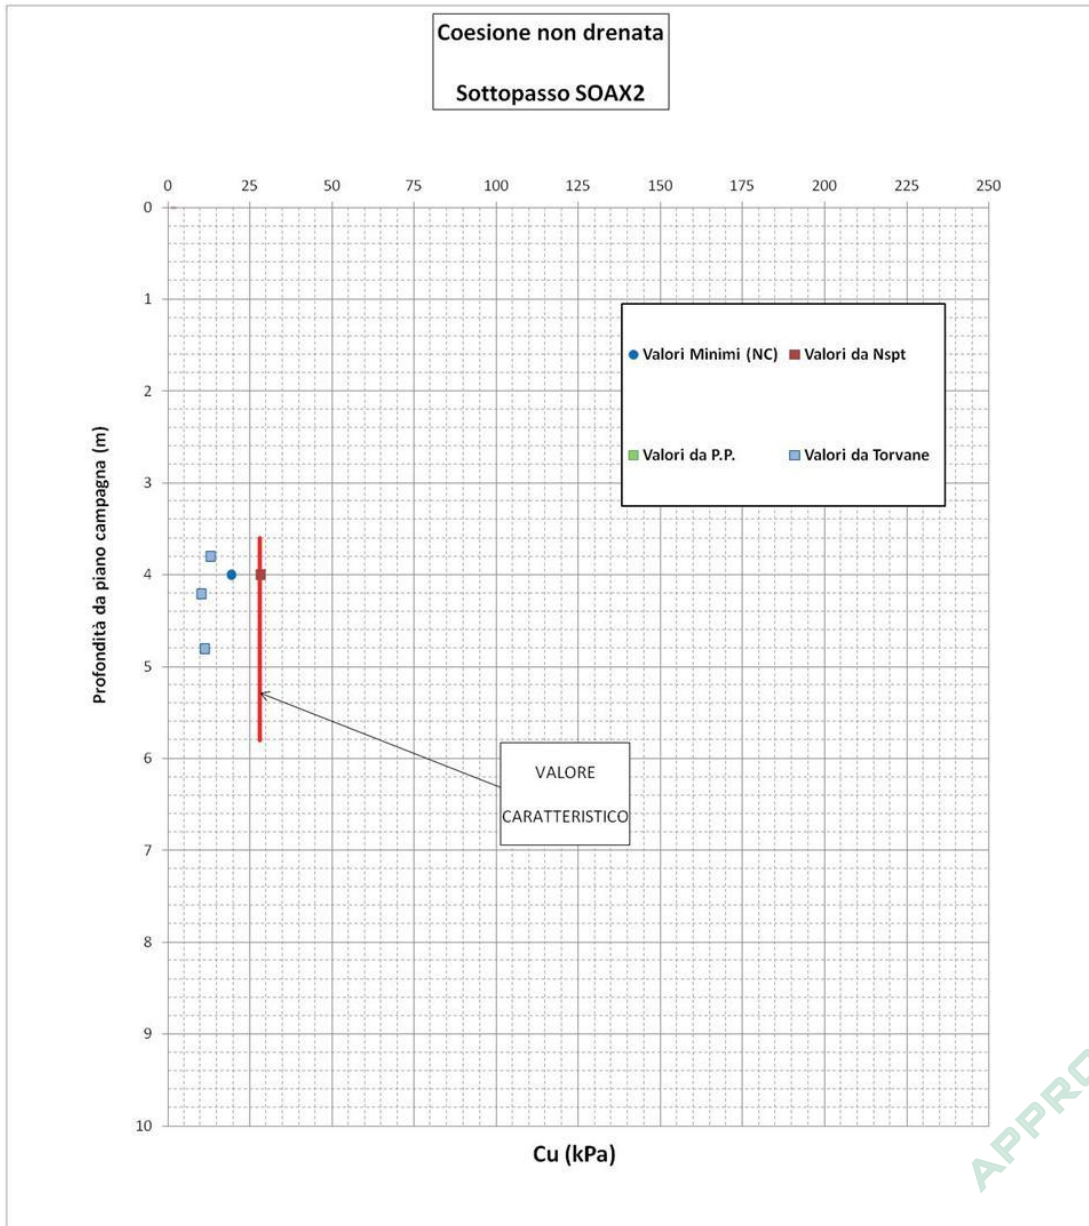 Coesione non drenata
Sottopasso SOAX2
0 25 50 75 100 125 150 175 200 225 250
0
1
2
3
4
5
6
7
8
9
10
Profondità da piano campagna (m)
Valori Minimi (NC) Valori da Nspt
Valori da P.P. Valori da Torvane
VALORE
CARATTERISTICO
Cu (kPa)